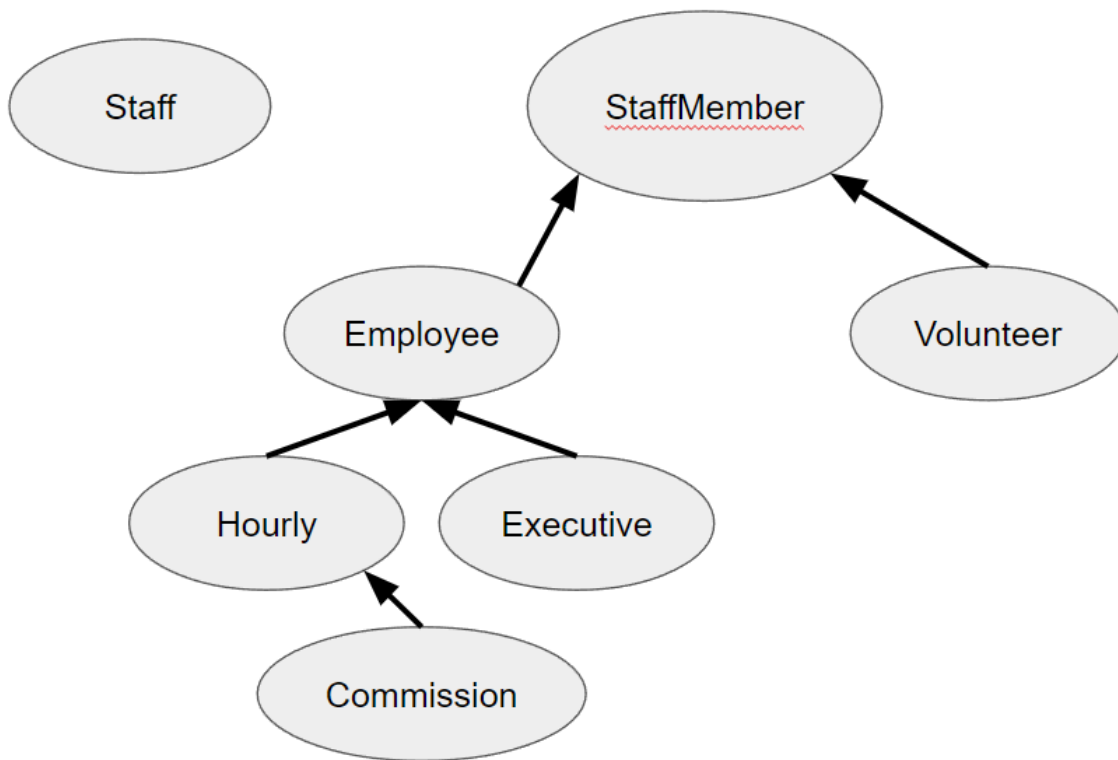 Staff
StaffMember
Employee
Volunteer
Hourly
Executive
Commission